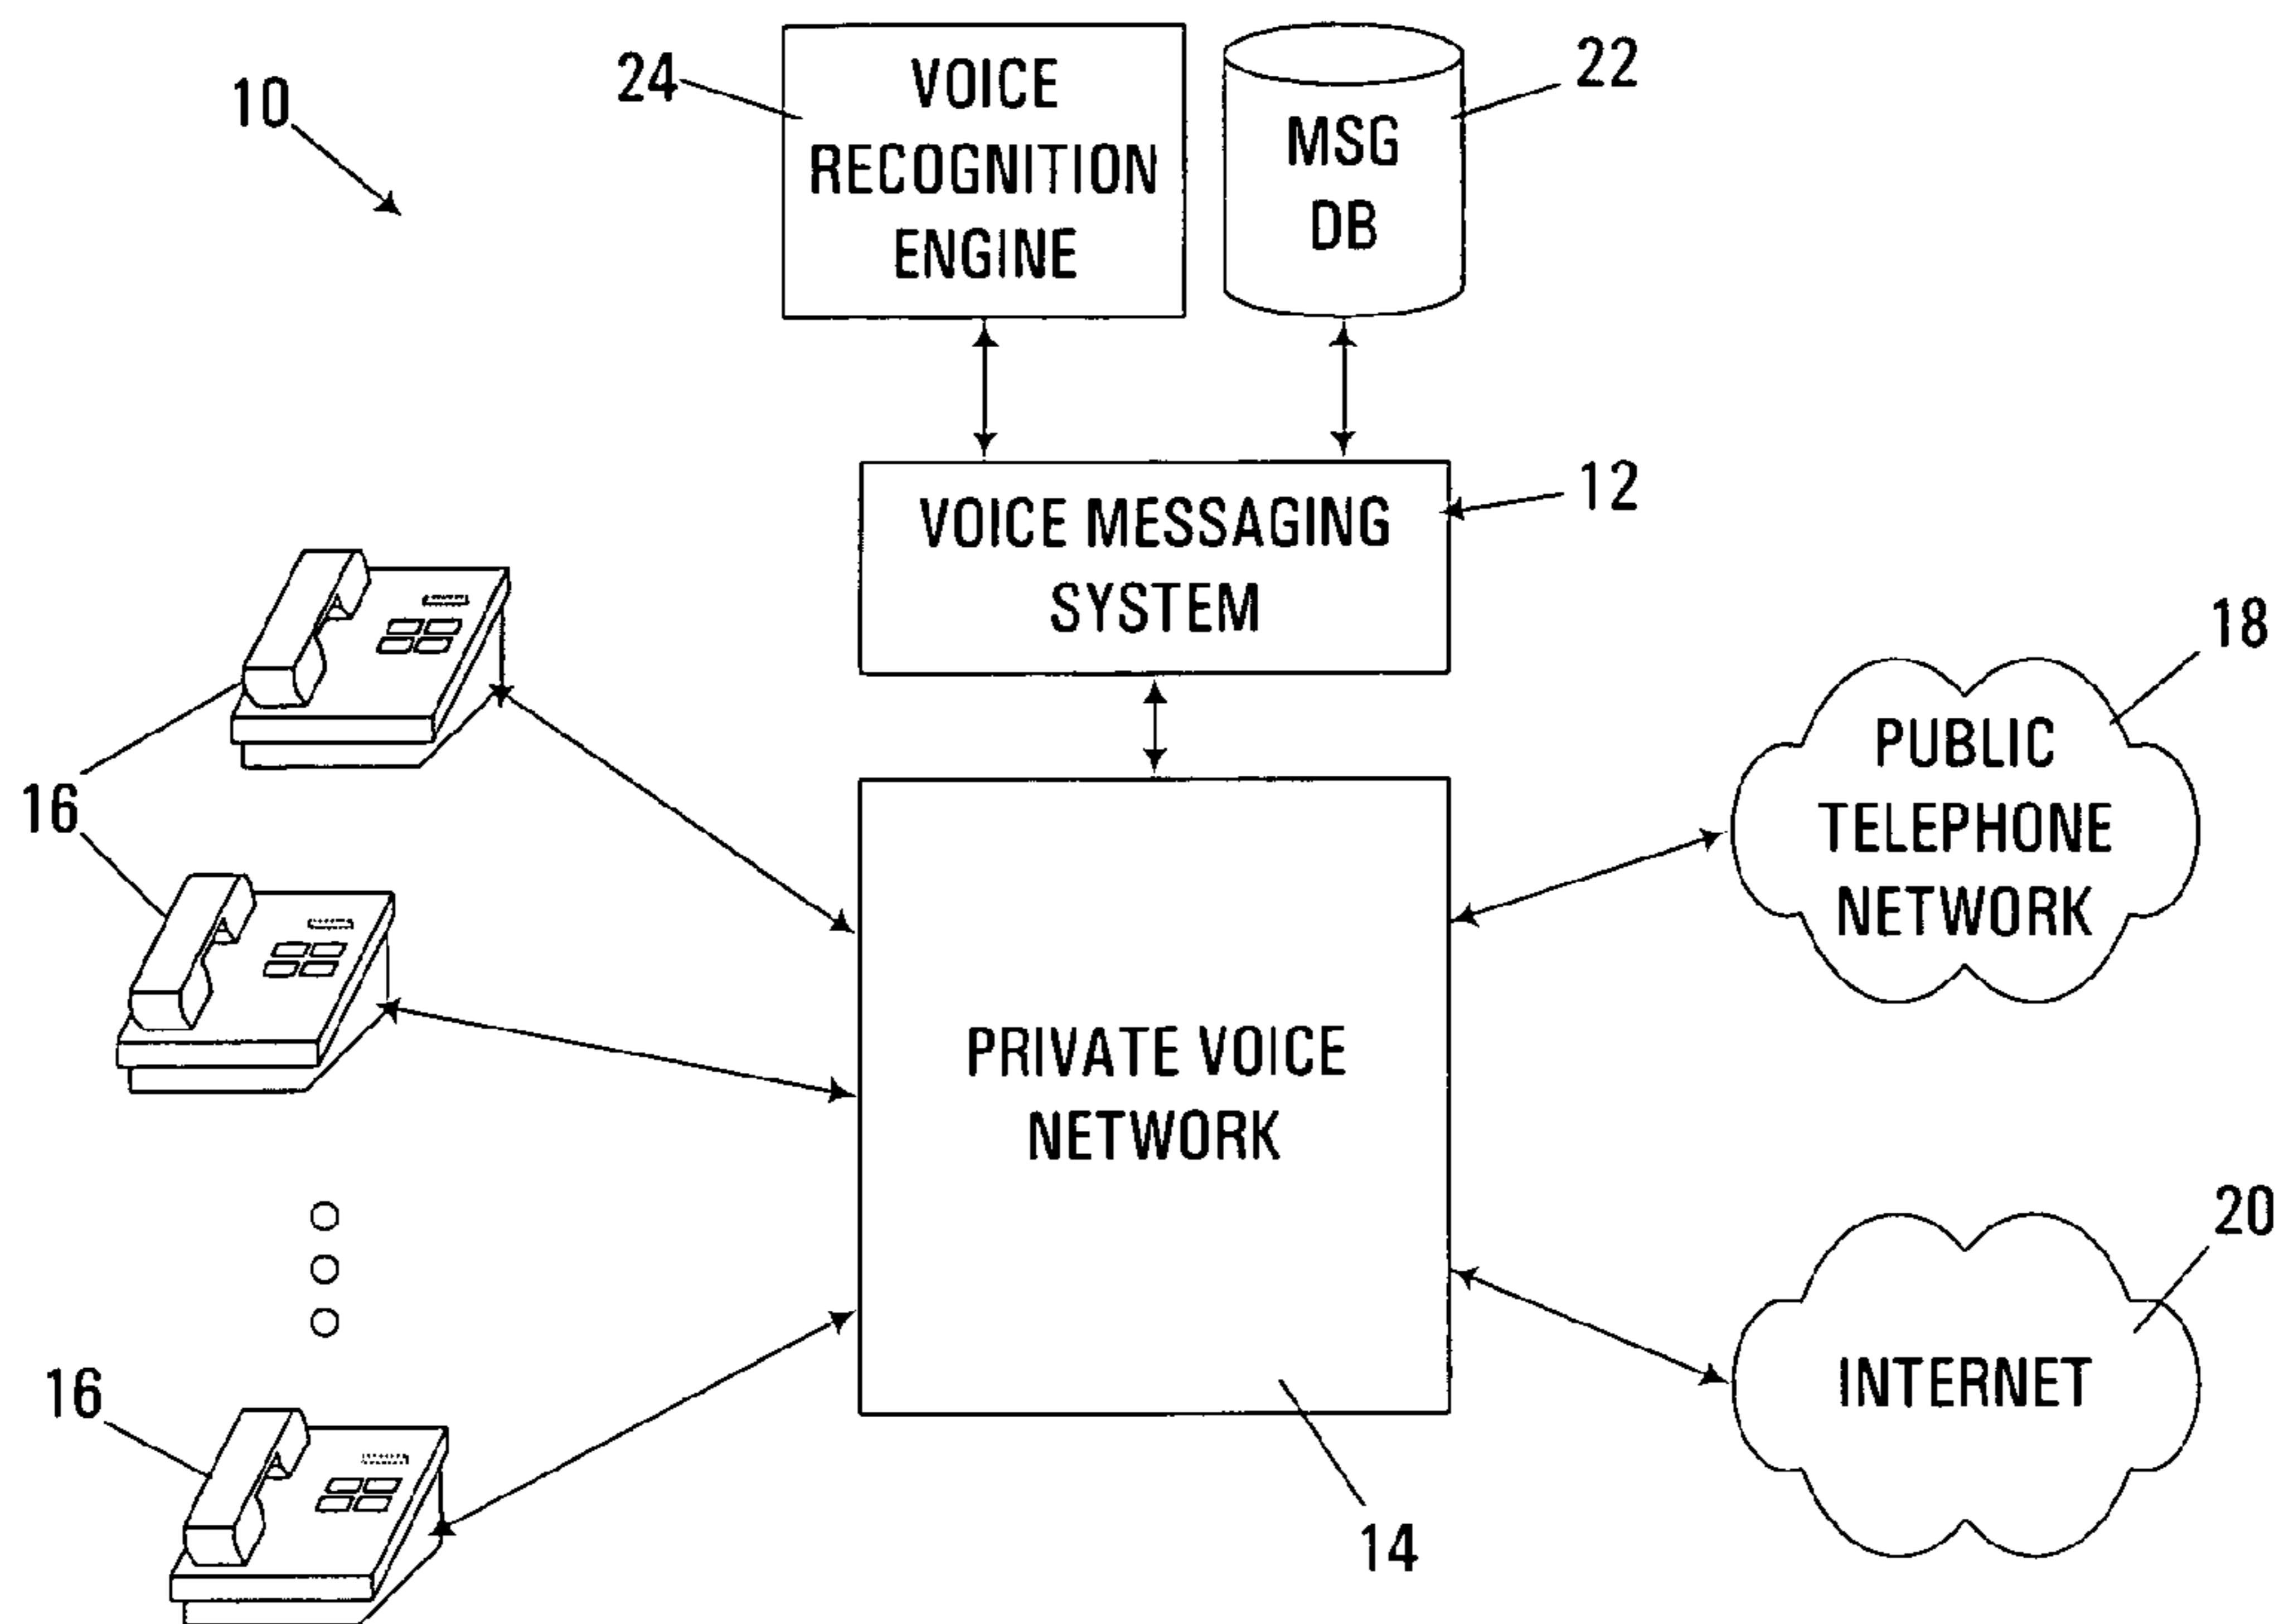 10
24
VOICE
RECOGNITION
ENGINE
MSG
DB
22
VOICE MESSAGING
SYSTEM
12
16
18
PUBLIC
TELEPHONE
NETWORK
PRIVATE VOICE
NETWORK
20
INTERNET
16
14